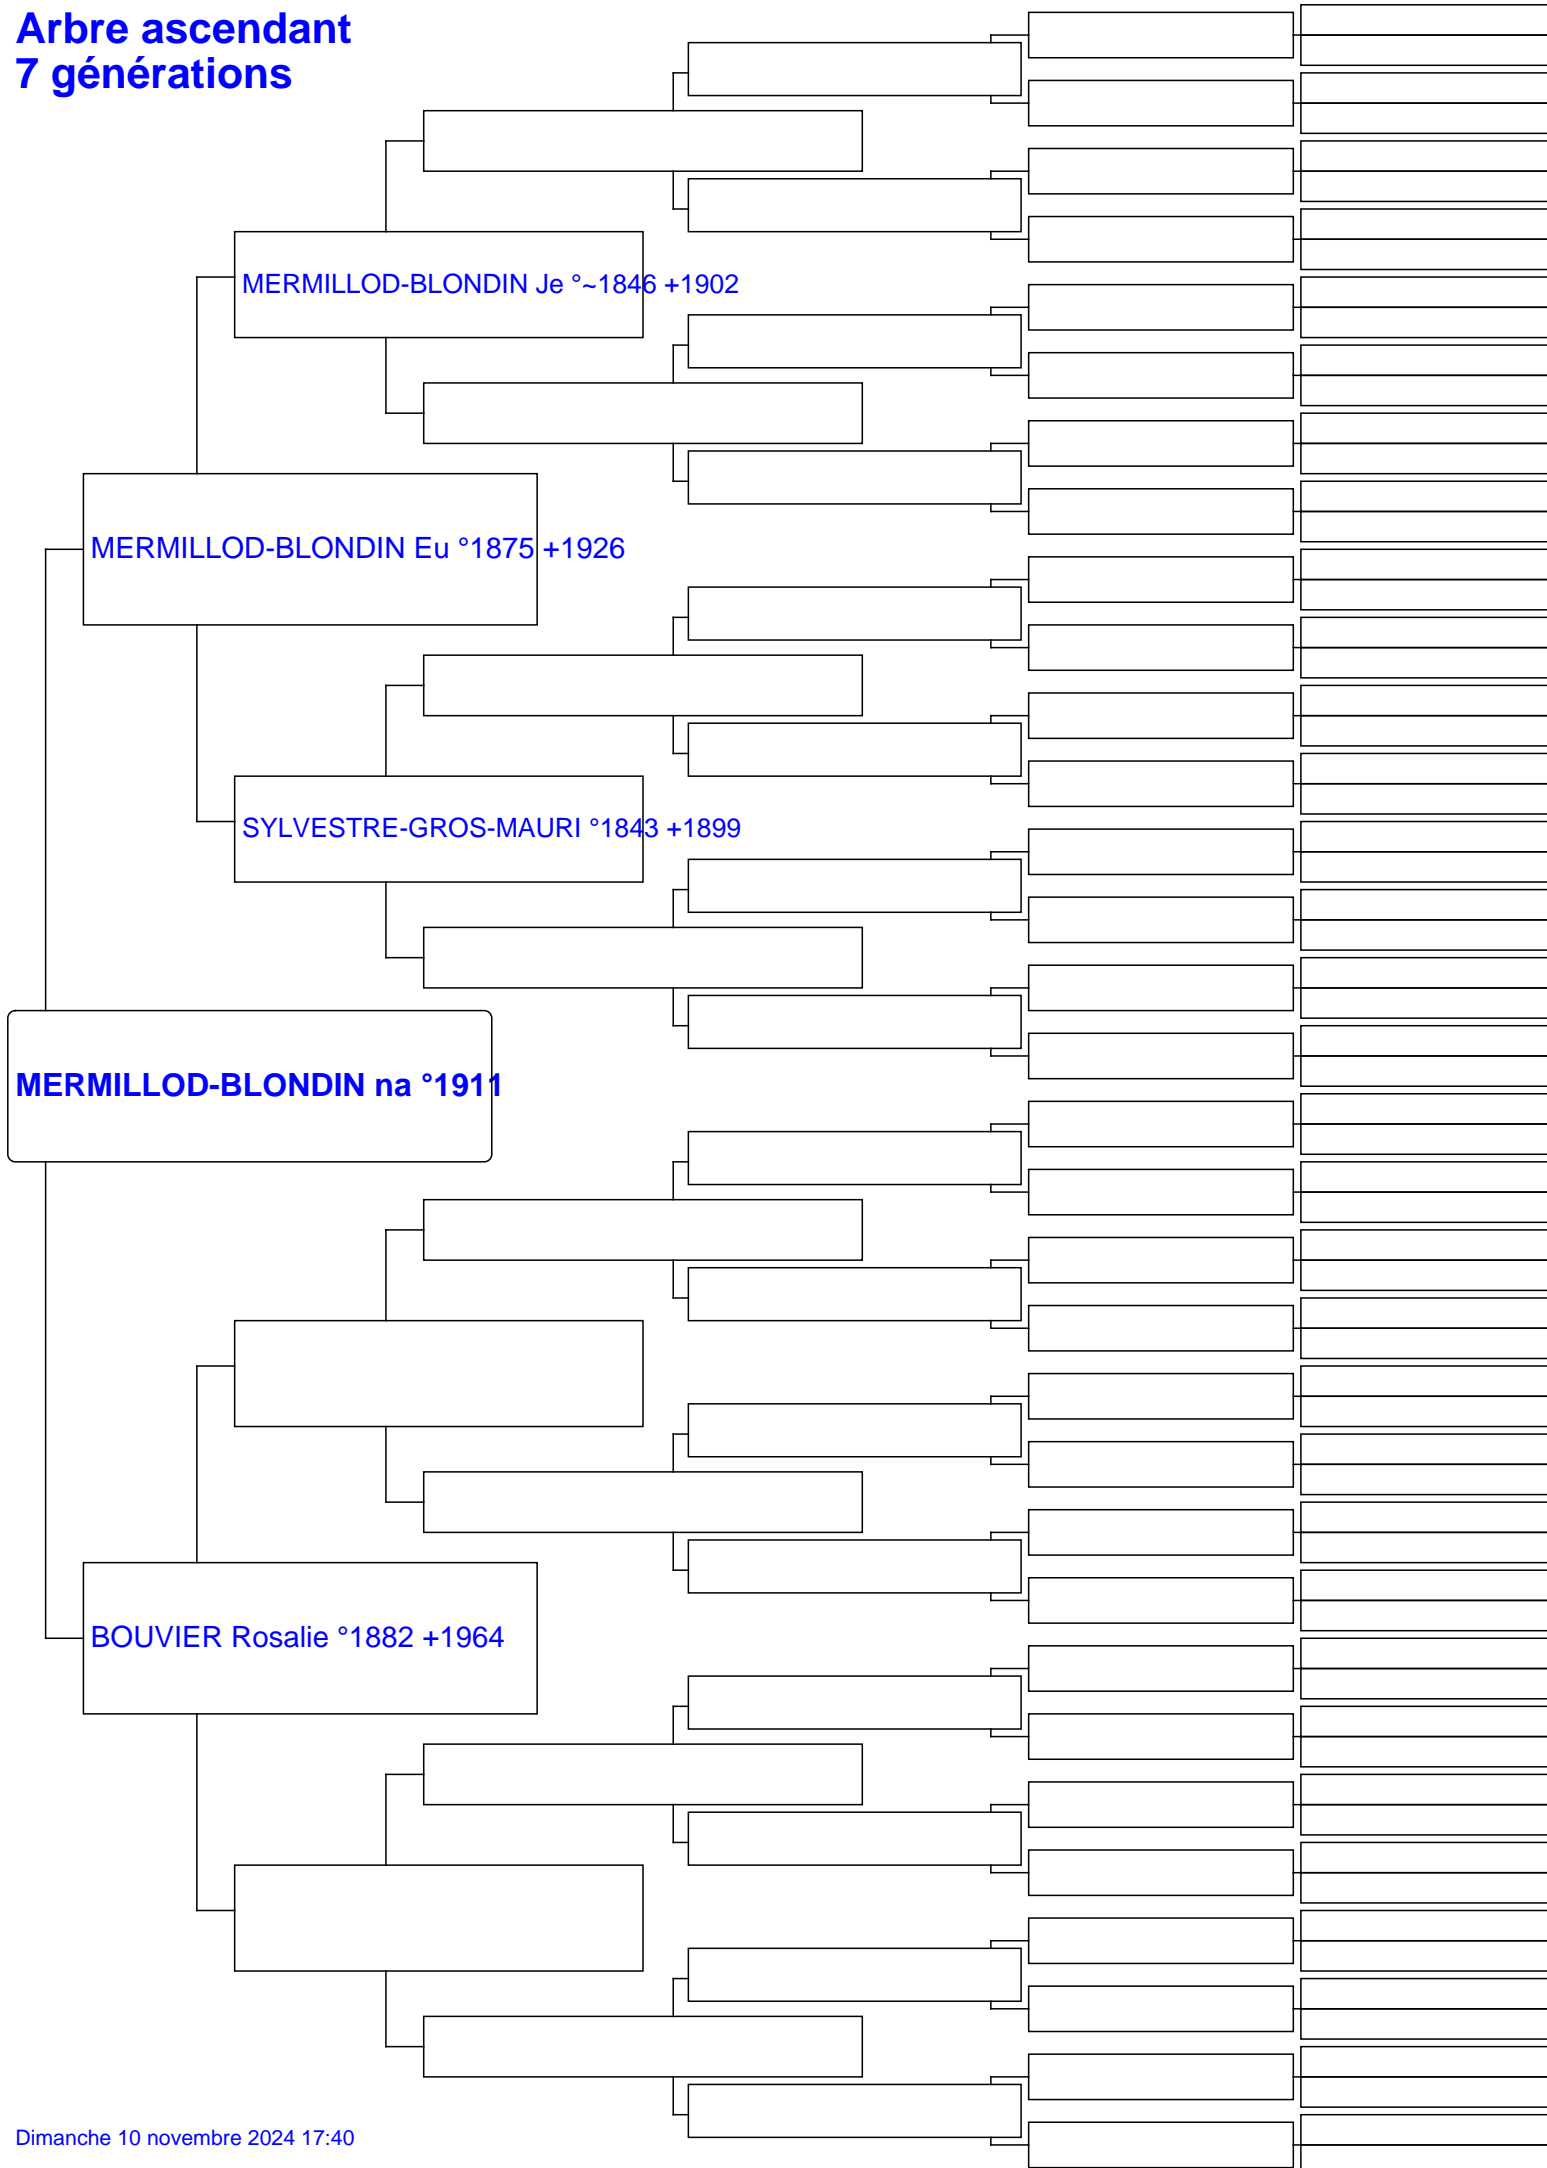 Arbre ascendant
7 générations
MERMILLOD-BLONDIN Je °~1846 +1902
MERMILLOD-BLONDIN Eu °1875 +1926
SYLVESTRE-GROS-MAURI °1843 +1899
MERMILLOD-BLONDIN na °1911
BOUVIER Rosalie °1882 +1964
Dimanche 10 novembre 2024 17:40